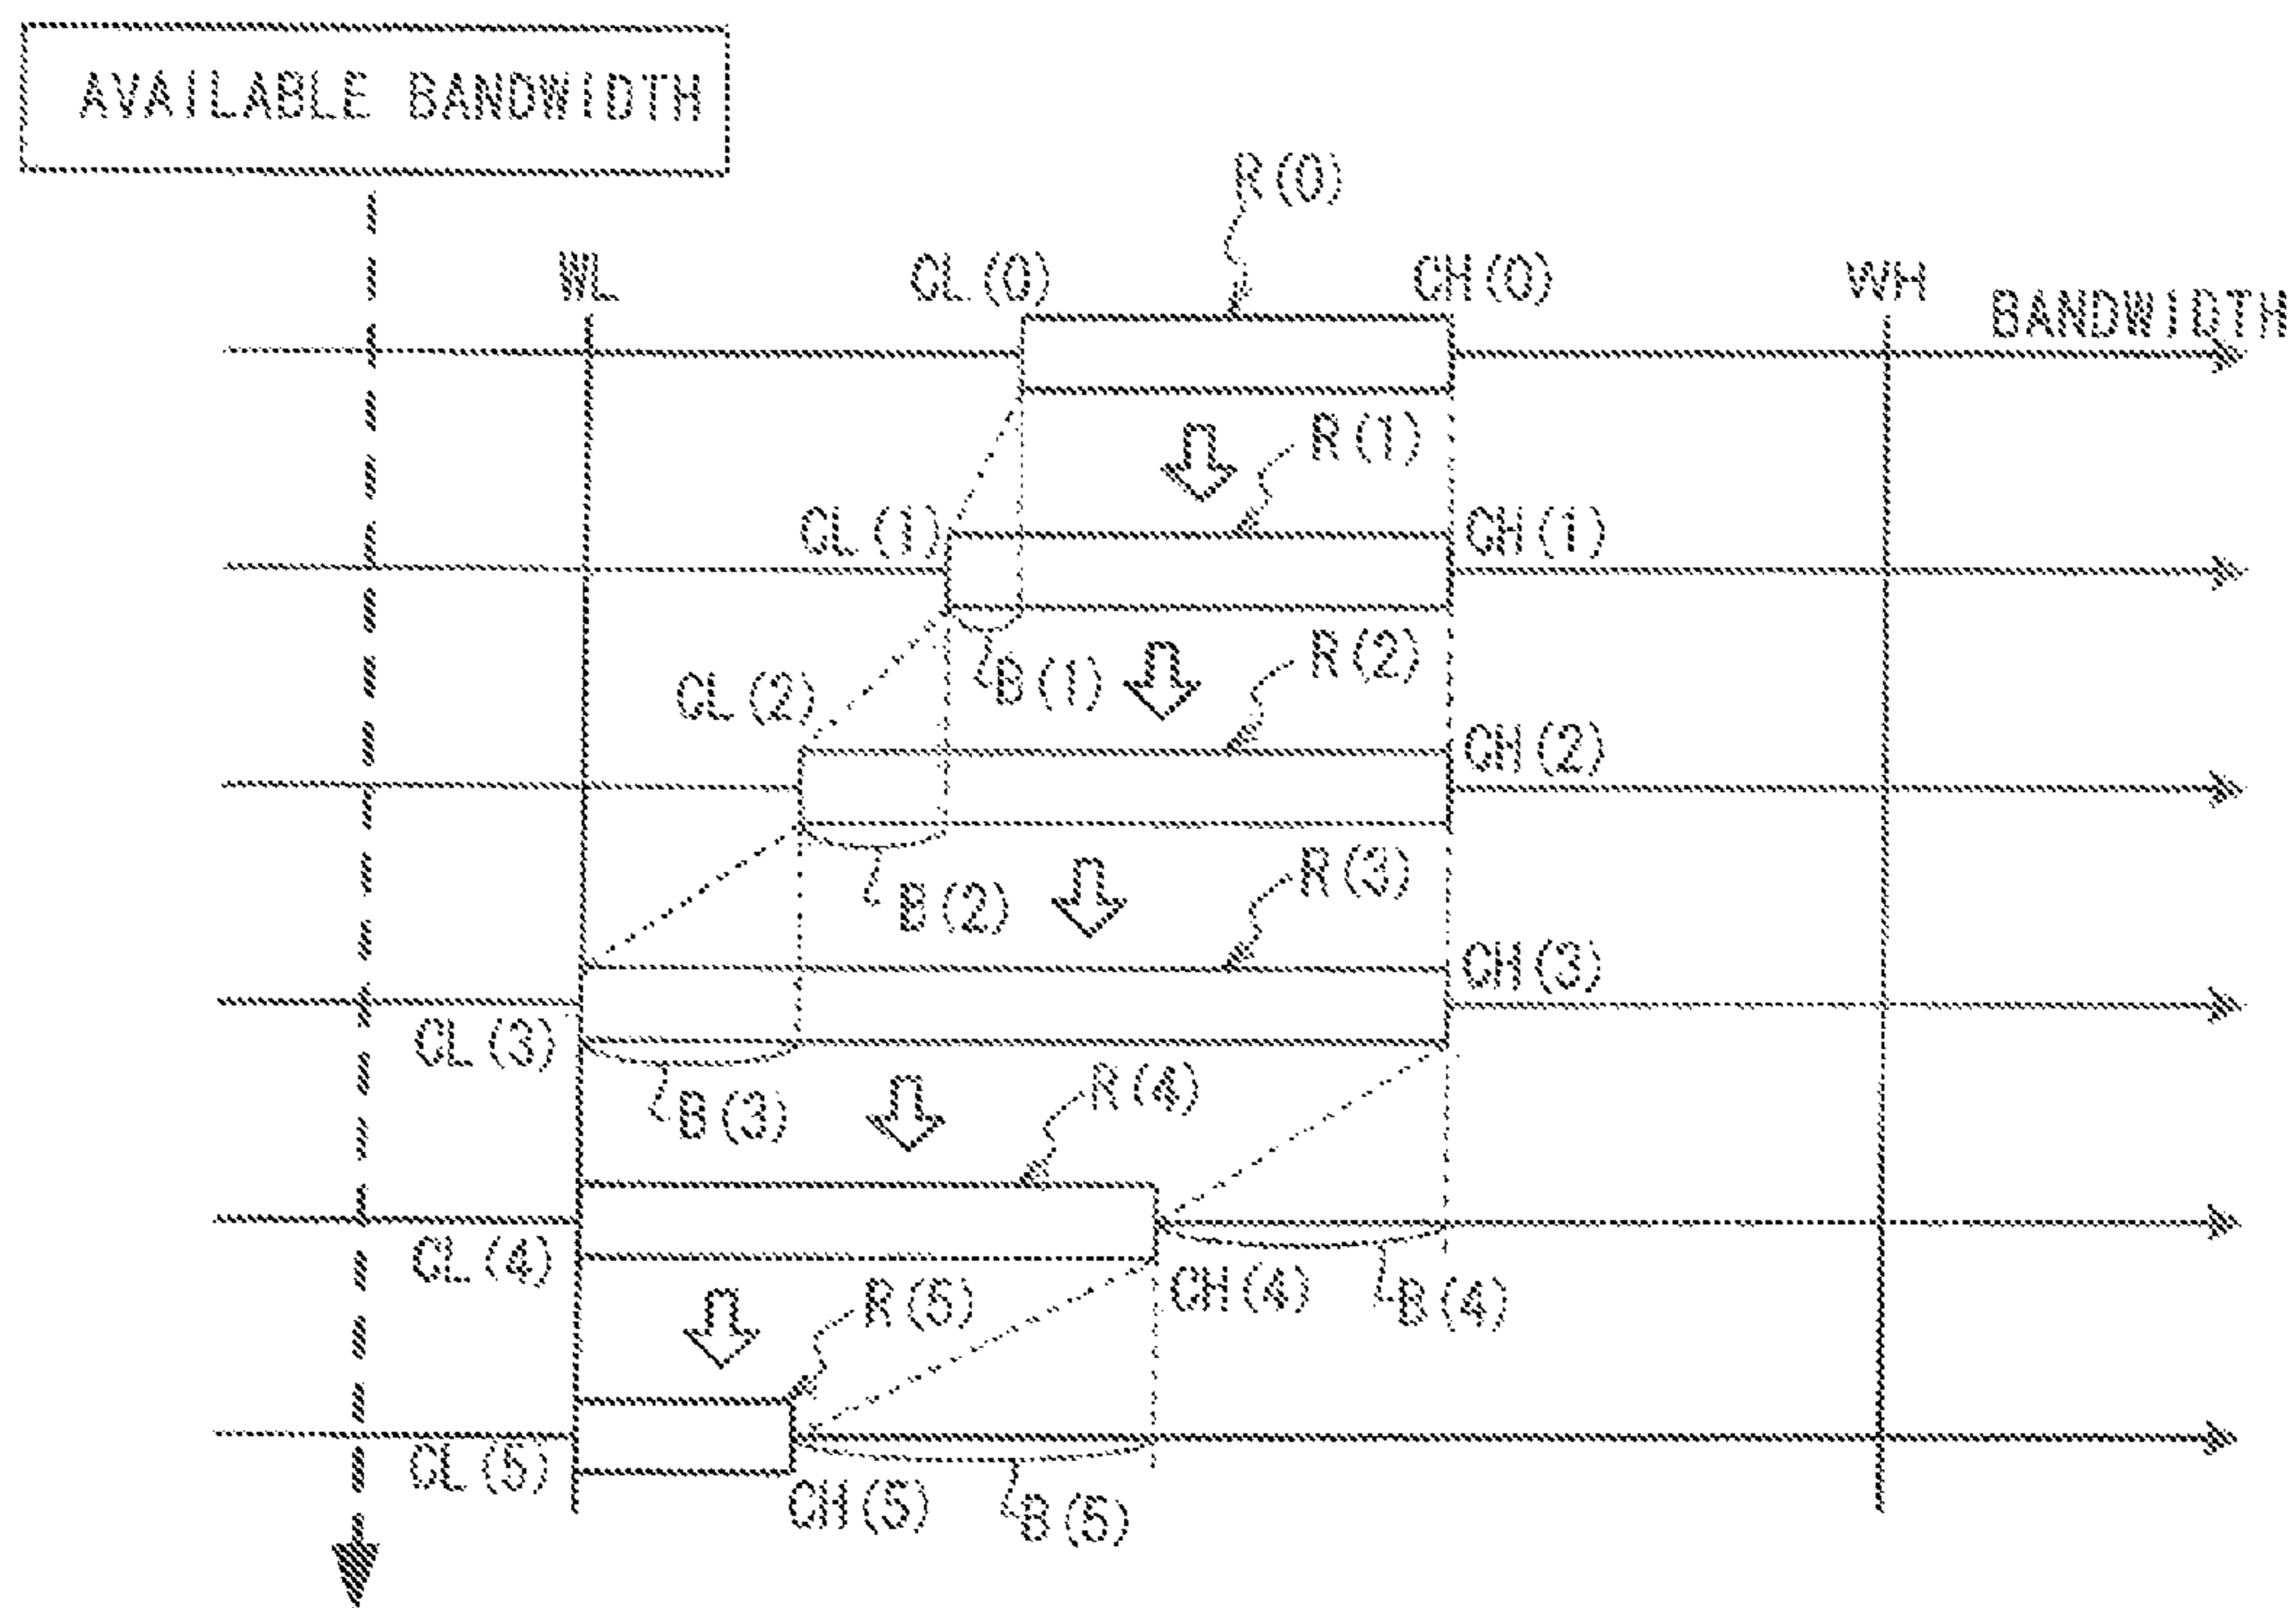 AVAILABLE BANDWIDTH
R(0)
WL CL(0) CH(0) WH BANDWIDTH
R(1)
CL(1) CH(1)
R(2)
CL(2) B(1)
CH(2)
R(3)
B(2)
CH(3)
CL(3)
R(4)
B(3)
CL(4) CH(4) B(4)
R(5)
CL(5)
CH(5) B(5)